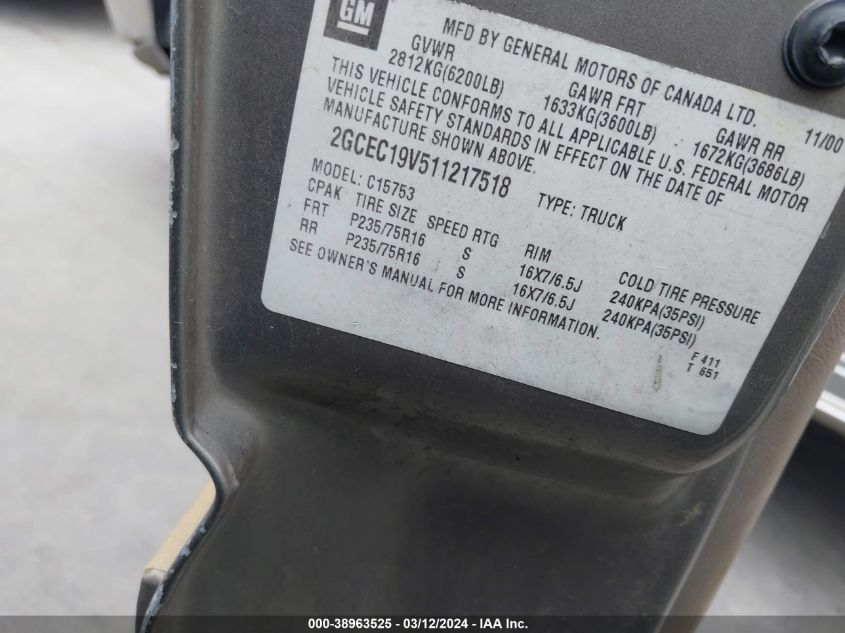 GM
MFD BY GENERAL MOTORS OF CANADA LTD.
11/00
GVWR GAWR FRT GAWR RR
2812KG(6200LB) 1633KG(3600LB) - 1672KG(3686LB)
THIS VEHICLE CONFORMS TO ALL APPLICABLE U.S. FEDERAL MOTOR
VEHICLE SAFETY STANDARDS IN EFFECT ON THE DATE OF
MANUFACTURE SHOWN ABOVE.
2GCEC19V511217518 TYPE: TRUCK
MODEL: C15753
CPAK TIRE SIZE SPEED RTG RIM COLD TIRE PRESSURE
FRT P235/75R16 S 16X7/6.5J 240KPA(35PSI)
RR P235/75R16 S 16X7/6.5J 240KPA(35PSI)
SEE OWNER'S MANUAL FOR MORE INFORMATION.
F 411
T 651
000-38963525 - 03/12/2024 - IAA Inc.